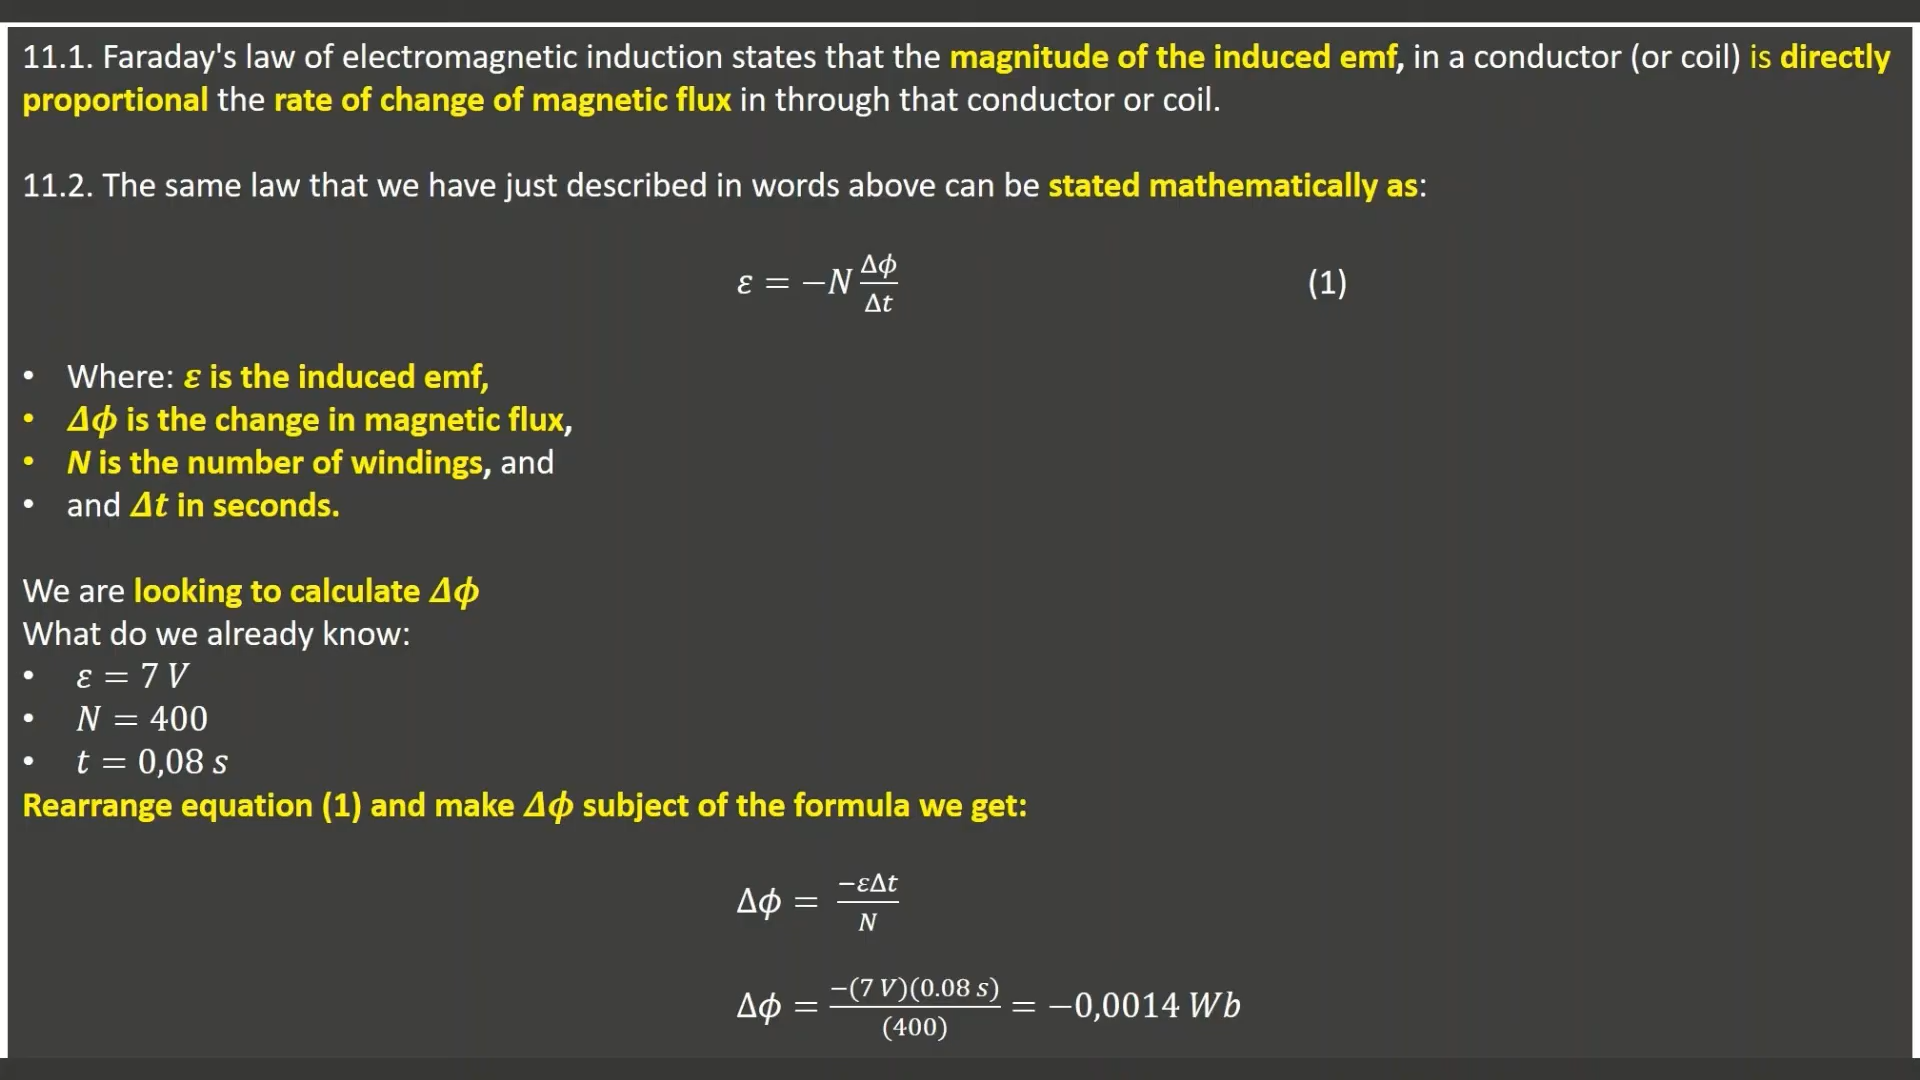 11.1. Faraday's law of electromagnetic induction states that the magnitude of the induced emf, in a conductor (or coil) is directly
proportional the rate of change of magnetic flux in through that conductor or coil.
11.2. The same law that we have just described in words above can be stated mathematically as:
ε = −N Δϕ/Δt (1)
• Where: ε is the induced emf,
• Δϕ is the change in magnetic flux,
• N is the number of windings, and
• and Δt in seconds.
We are looking to calculate Δϕ
What do we already know:
• ε = 7 V
• N = 400
• t = 0,08 s
Rearrange equation (1) and make Δϕ subject of the formula we get:
Δϕ = −εΔt/N
Δϕ = −(7 V)(0.08 s)/(400) = −0,0014 Wb